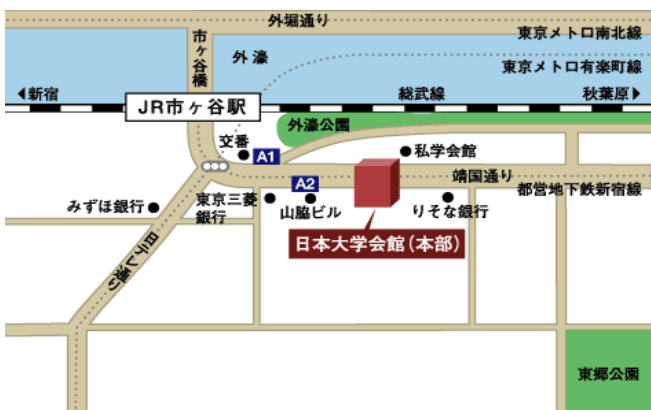 外堀通り
東京メトロ南北線
市ヶ谷橋
外濠
東京メトロ有楽町線
新宿
総武線
秋葉原
JR市ヶ谷駅
外濠公園
交番
A1
私学会館
靖国通り
A2
都営地下鉄新宿線
みずほ銀行
東京三菱
銀行
山脇ビル
りそな銀行
日本大学会館(本部)
日テレ通り
東郷公園